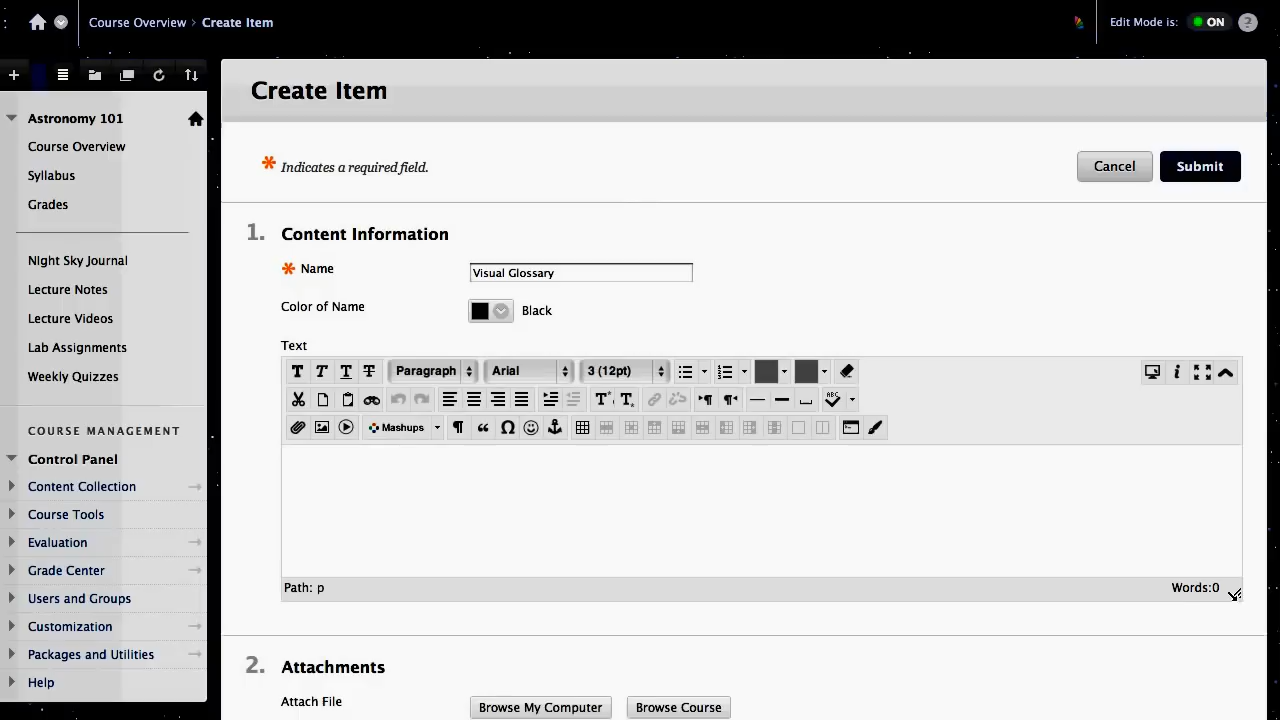 Course Overview › Create Item
Edit Mode is: ON
Create Item
Astronomy 101
Course Overview
Syllabus
Grades
Night Sky Journal
Lecture Notes
Lecture Videos
Lab Assignments
Weekly Quizzes
COURSE MANAGEMENT
Control Panel
Content Collection
Course Tools
Evaluation
Grade Center
Users and Groups
Customization
Packages and Utilities
Help
* Indicates a required field.
Cancel Submit
1. Content Information
* Name Visual Glossary
Color of Name Black
Text
T T T T Paragraph Arial 3 (12pt)
ABC
Mashups
Path: p Words:0
2. Attachments
Attach File Browse My Computer Browse Course